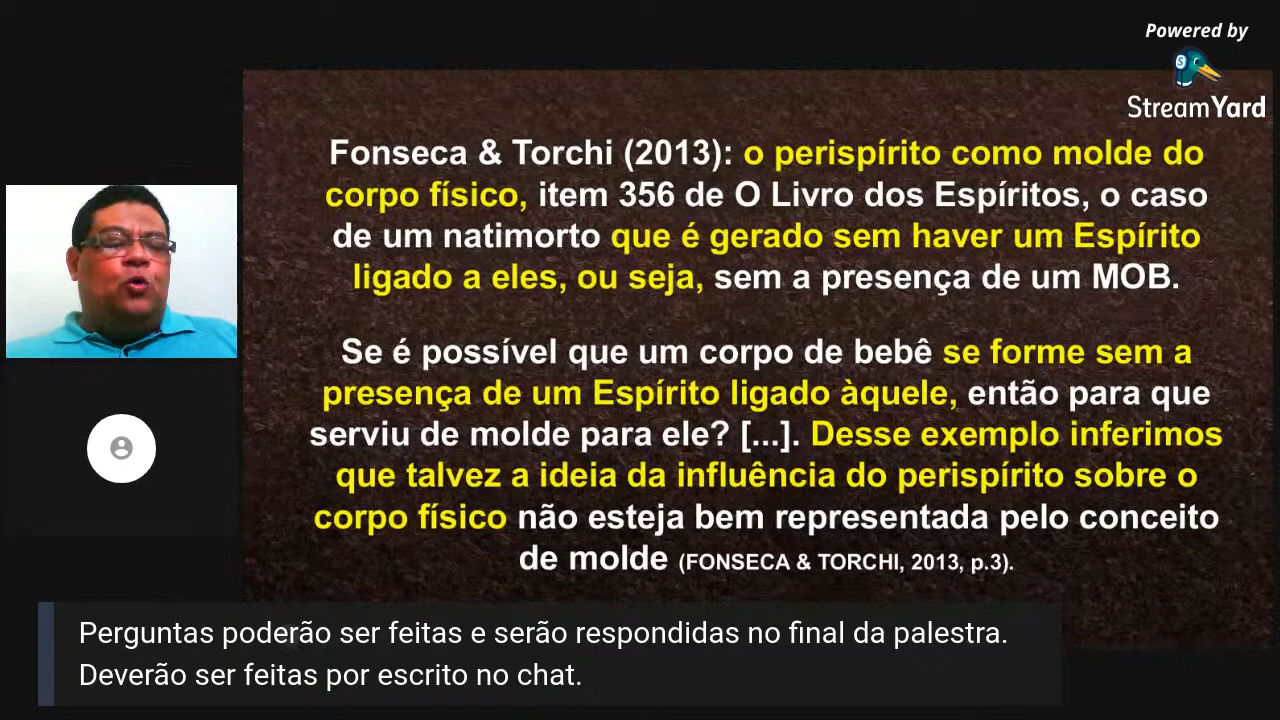 Powered by
StreamYard
Fonseca & Torchi (2013): o perispírito como molde do
corpo físico, item 356 de O Livro dos Espíritos, o caso
de um natimorto que é gerado sem haver um Espírito
ligado a eles, ou seja, sem a presença de um MOB.
Se é possível que um corpo de bebê se forme sem a
presença de um Espírito ligado àquele, então para que
serviu de molde para ele? [...]. Desse exemplo inferimos
que talvez a ideia da influência do perispírito sobre o
corpo físico não esteja bem representada pelo conceito
de molde (FONSECA & TORCHI, 2013, p.3).
Perguntas poderão ser feitas e serão respondidas no final da palestra.
Deverão ser feitas por escrito no chat.